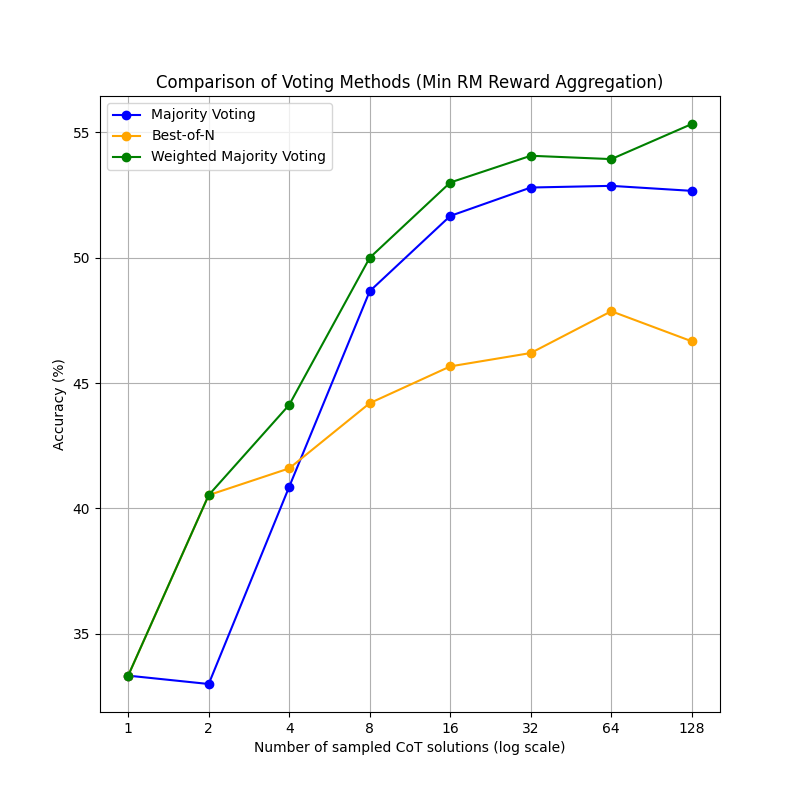 Comparison of Voting Methods (Min RM Reward Aggregation)
Majority Voting
Best-of-N
Weighted Majority Voting
Accuracy (%)
55
50
45
40
35
1 2 4 8 16 32 64 128
Number of sampled CoT solutions (log scale)